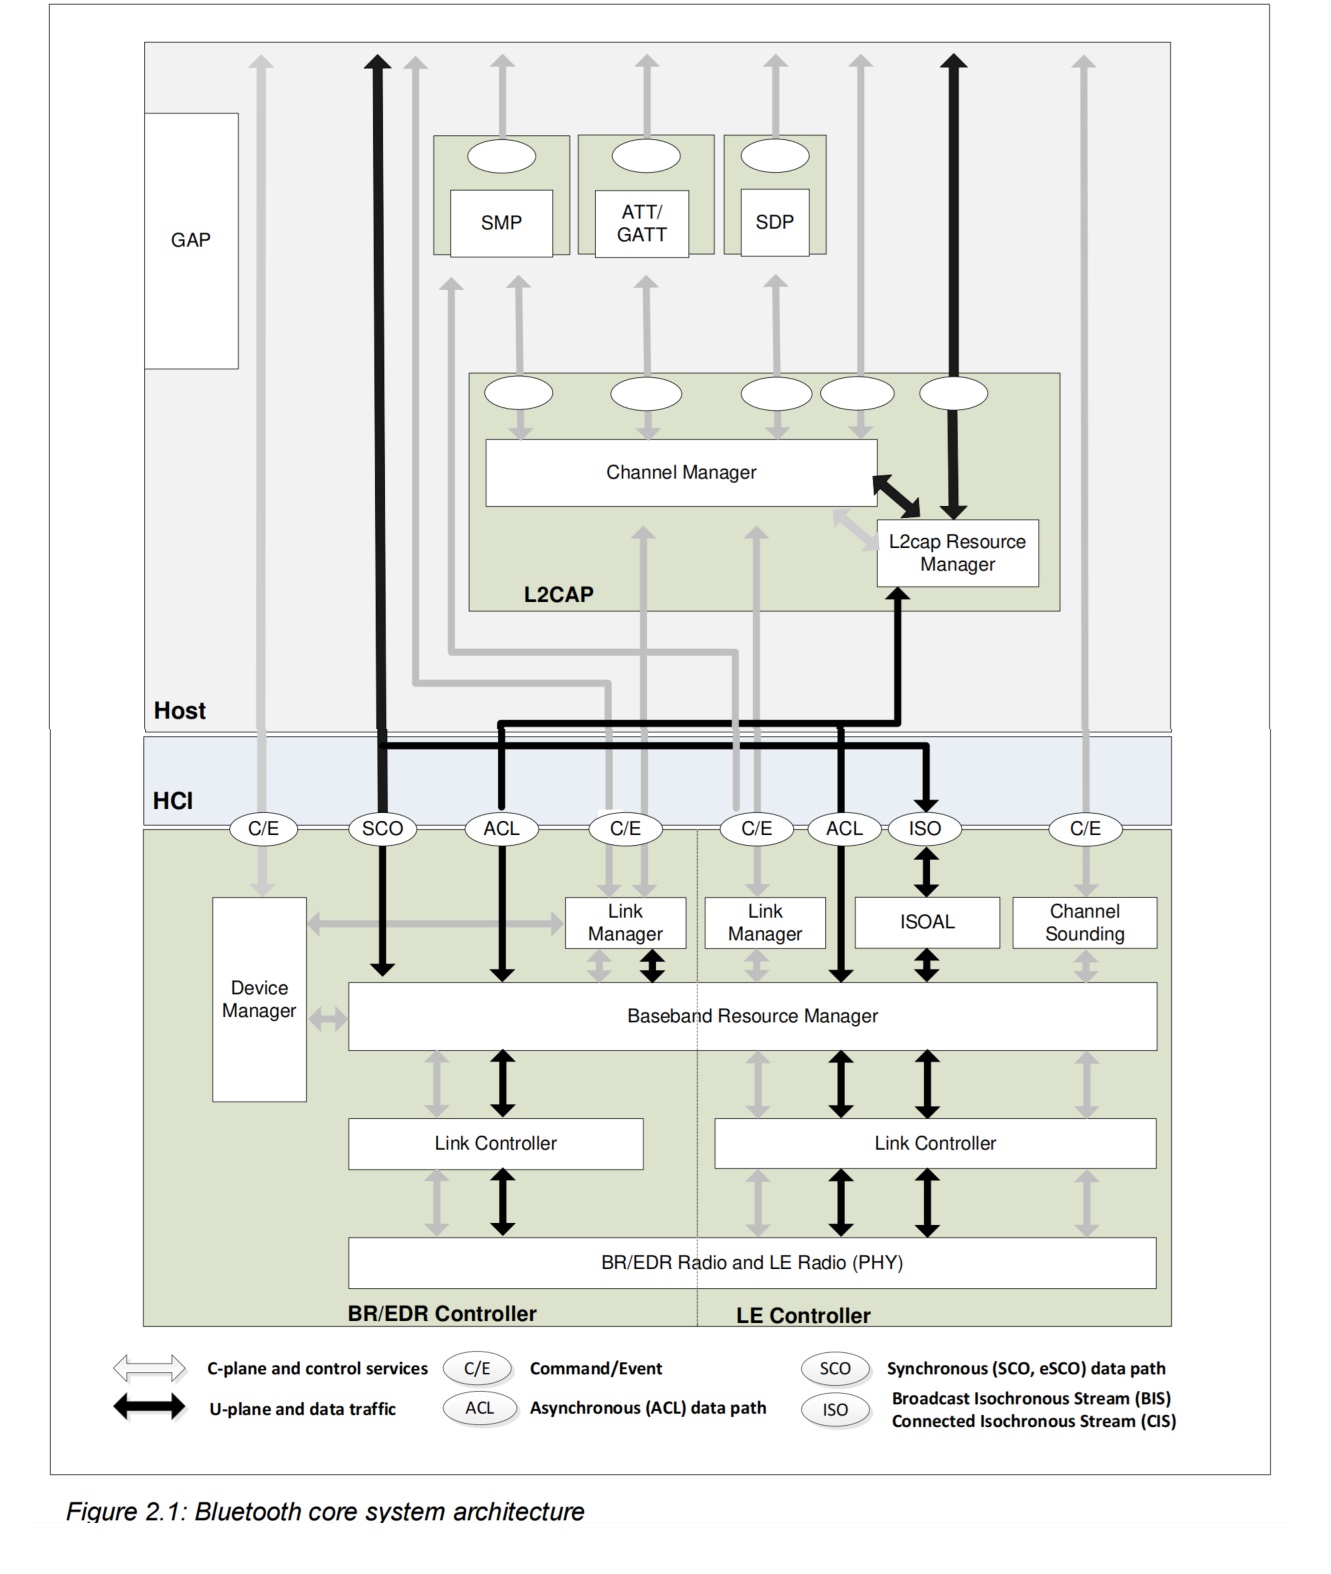 GAP
SMP
ATT/
GATT
SDP
Channel Manager
L2cap Resource
Manager
L2CAP
Host
HCI
C/E
SCO
ACL
C/E
C/E
ACL
ISO
C/E
Link
Manager
Link
Manager
ISOAL
Channel
Sounding
Device
Manager
Baseband Resource Manager
Link Controller
Link Controller
BR/EDR Radio and LE Radio (PHY)
BR/EDR Controller
LE Controller
C-plane and control services
C/E
Command/Event
SCO
Synchronous (SCO, eSCO) data path
U-plane and data traffic
ACL
Asynchronous (ACL) data path
ISO
Broadcast Isochronous Stream (BIS)
Connected Isochronous Stream (CIS)
Figure 2.1: Bluetooth core system architecture